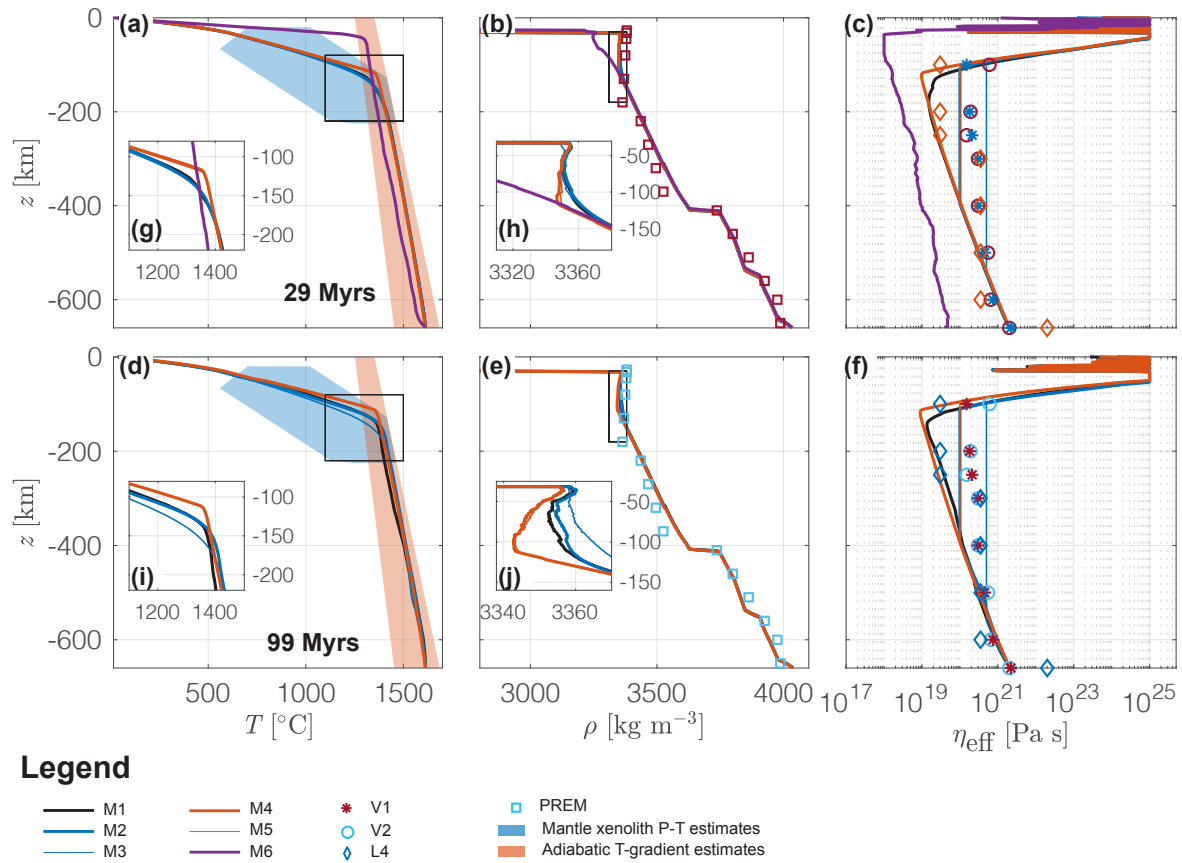 (a)
(b)
(c)
0
-200
-400
-600
z [km]
(g)
-100
-150
-200
1200
1400
29 Myrs
(h)
-50
-100
-150
3320
3360
(d)
(e)
(f)
0
-200
-400
-600
z [km]
(i)
-100
-150
-200
1200
1400
99 Myrs
(j)
-50
-100
-150
3340
3360
500
1000
1500
3000
3500
4000
10^17
10^19
10^21
10^23
10^25
T [°C]
ρ [kg m⁻³]
η_eff [Pa s]
Legend
M1
M4
V1
PREM
M2
M5
V2
Mantle xenolith P-T estimates
M3
M6
L4
Adiabatic T-gradient estimates